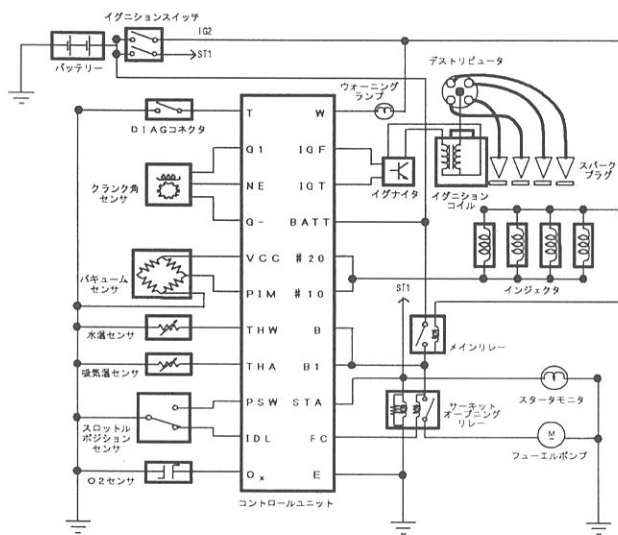 イグニションスイッチ
IG2
ST1
バッテリー
デストリビュータ
ウォーニング
ランプ
T
W
DIAGコネクタ
G1
IGF
クランク角
センサ
NE
IGT
イグナイタ
イグニション
コイル
スパーク
プラグ
G-
BATT
VCC
#20
バキューム
センサ
PIM
#10
ST1
インジェクタ
水温センサ
THW
B
メインリレー
吸気温センサ
THA
B1
PSW
STA
サーキット
オープニング
リレー
スタータモニタ
スロットル
ポジション
センサ
IDL
FC
M
フューエルポンプ
O2センサ
Ox
E
コントロールユニット